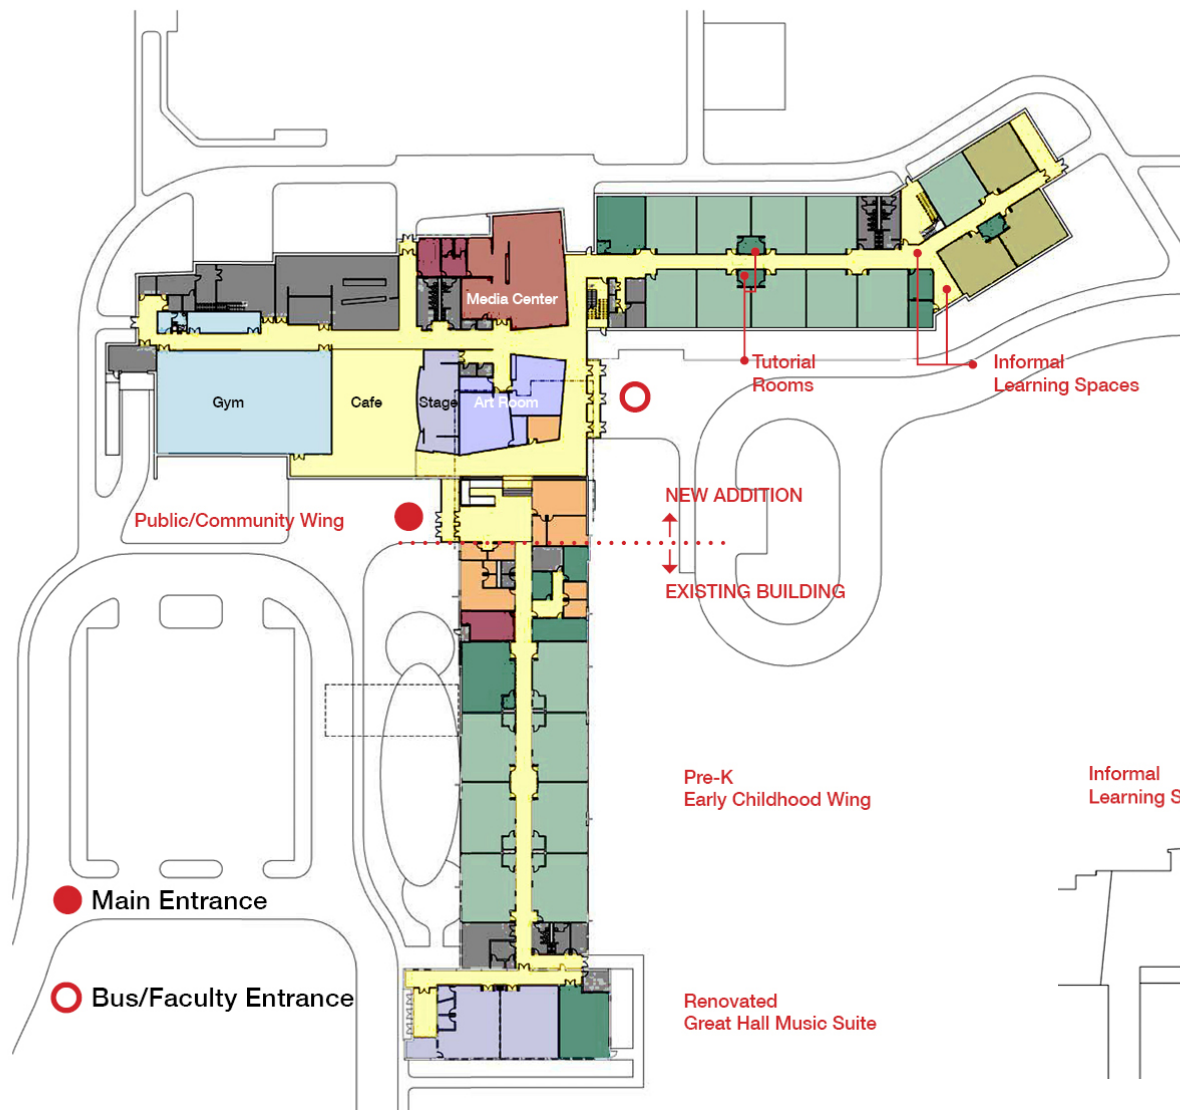 Media Center
Gym
Cafe
Stage
Art Room
Tutorial
Rooms
Informal
Learning Spaces
Public/Community Wing
NEW ADDITION
EXISTING BUILDING
Pre-K
Early Childhood Wing
Informal
Learning S
Main Entrance
Bus/Faculty Entrance
Renovated
Great Hall Music Suite